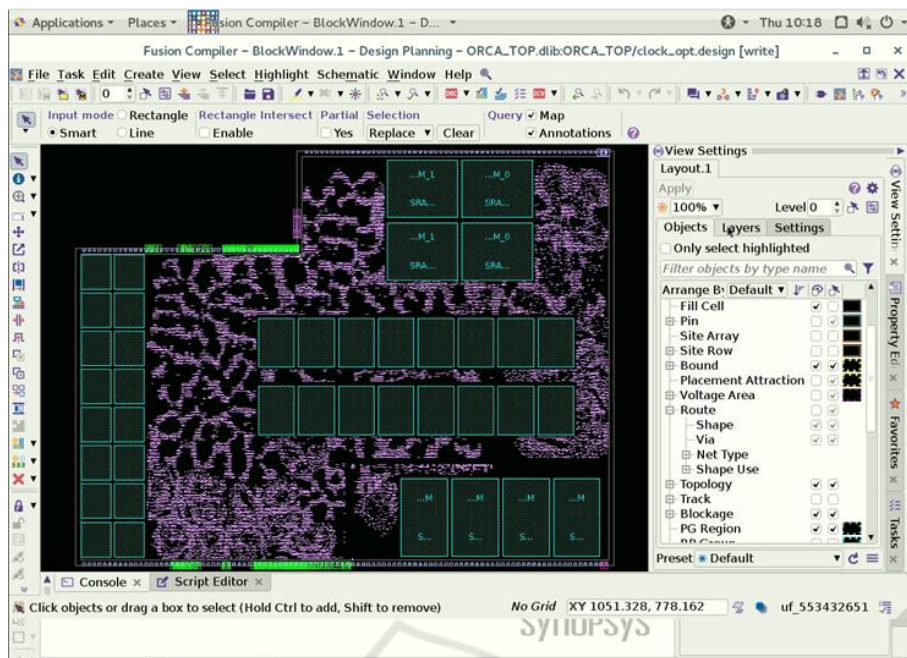 Applications Places Fusion Compiler – BlockWindow.1 – D... Thu 10:18
Fusion Compiler – BlockWindow.1 – Design Planning – ORCA_TOP.dlib:ORCA_TOP/clock_opt.design [write]
File Task Edit Create View Select Highlight Schematic Window Help
0
Input mode Rectangle Rectangle Intersect Partial Selection Query Map
Smart Line Enable Yes Replace Clear Annotations
View Settings
Layout.1
Apply
100% Level 0
Objects Layers Settings
Only select highlighted
Filter objects by type name
Arrange By Default
Fill Cell
Pin
Site Array
Site Row
Bound
Placement Attraction
Voltage Area
Route
Shape
Via
Net Type
Shape Use
Topology
Track
Blockage
PG Region
Preset Default
View Settin
Property Ed
Favorites
Tasks
...M_1 ...M_0
SRA... SRA...
...M_1 ...M_0
SRA... SRA...
...M ...M ...M ...M
S... S... S... S...
Console Script Editor
Click objects or drag a box to select (Hold Ctrl to add, Shift to remove) No Grid XY 1051.328, 778.162 uf_553432651
SYNOPSYS